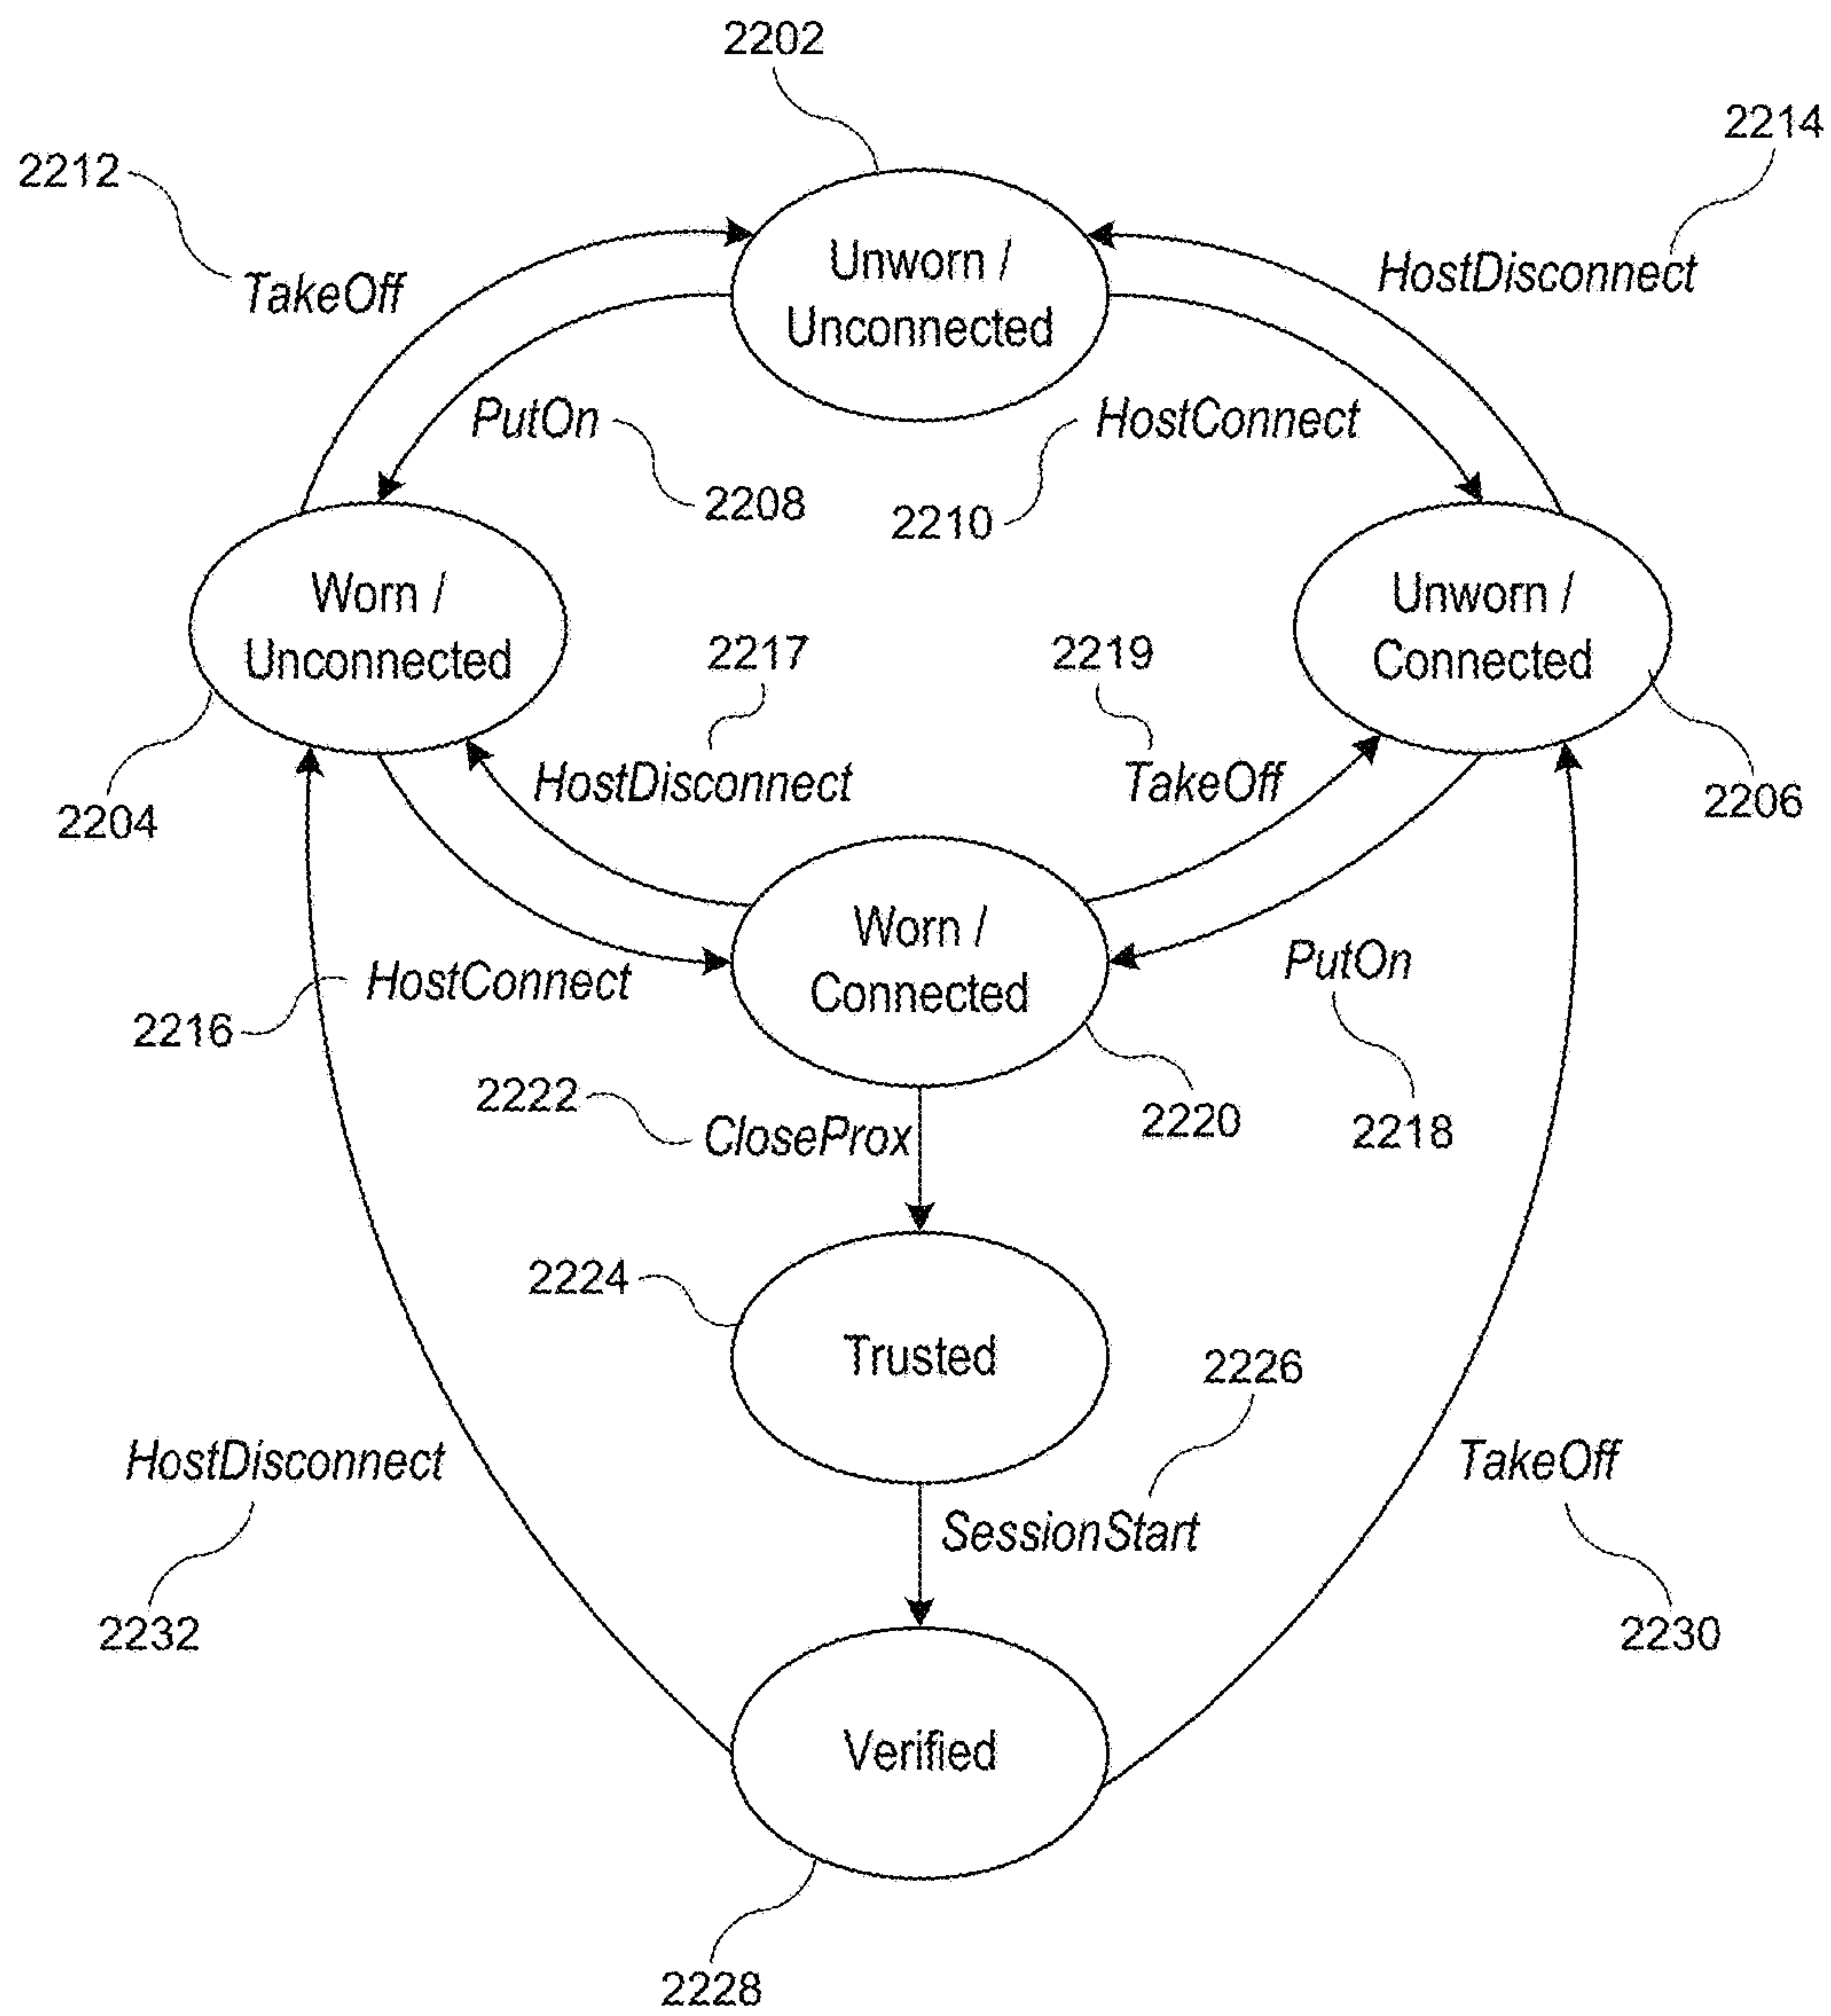 2202
2214
2212
Unworn /
Unconnected
TakeOff
HostDisconnect
PutOn
HostConnect
2208
2210
Worn /
Unconnected
Unworn /
Connected
2217
2219
HostDisconnect
TakeOff
2204
2206
Worn /
Connected
HostConnect
PutOn
2216
2222
CloseProx
2220
2218
2224
Trusted
2226
HostDisconnect
TakeOff
SessionStart
2232
2230
Verified
2228